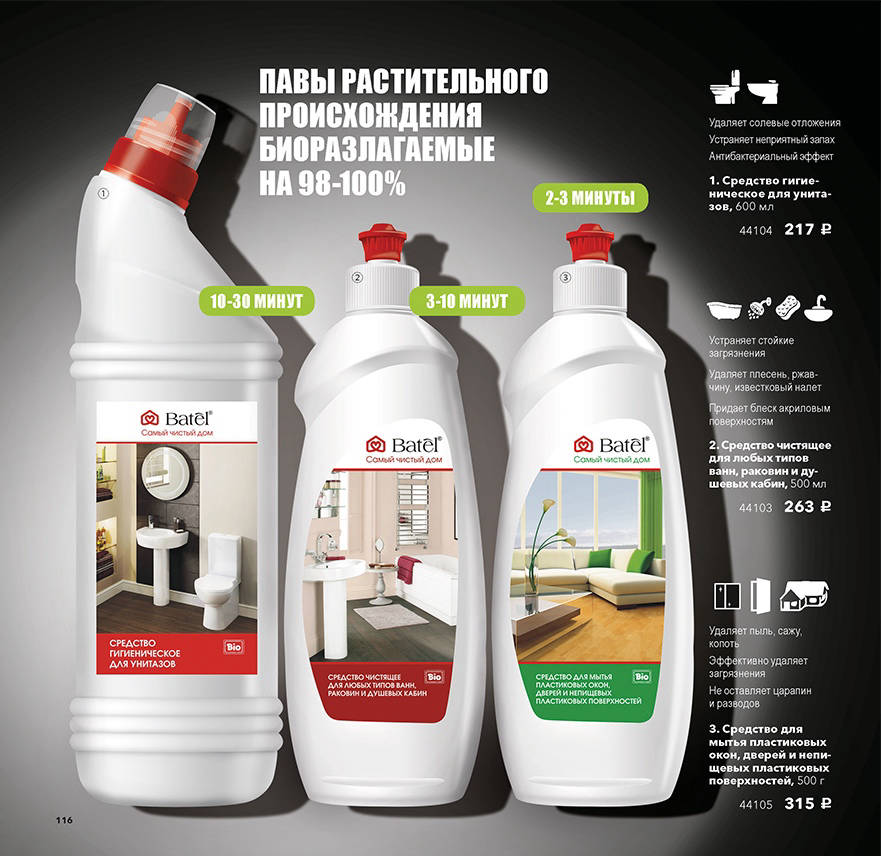 ПАВЫ РАСТИТЕЛЬНОГО
ПРОИСХОЖДЕНИЯ
БИОРАЗЛАГАЕМЫЕ
НА 98-100%
1
10-30 МИНУТ
Batel®
Самый чистый дом
СРЕДСТВО
ГИГИЕНИЧЕСКОЕ
ДЛЯ УНИТАЗОВ
Bio
2
3-10 МИНУТ
Batel®
Самый чистый дом
СРЕДСТВО ЧИСТЯЩЕЕ
ДЛЯ ЛЮБЫХ ТИПОВ ВАНН,
РАКОВИН И ДУШЕВЫХ КАБИН
Bio
2-3 МИНУТЫ
3
Batel®
Самый чистый дом
СРЕДСТВО ДЛЯ МЫТЬЯ
ПЛАСТИКОВЫХ ОКОН,
ДВЕРЕЙ И НЕПИЩЕВЫХ
ПЛАСТИКОВЫХ ПОВЕРХНОСТЕЙ
Bio
Удаляет солевые отложения
Устраняет неприятный запах
Антибактериальный эффект
1. Средство гигие-
ническое для унита-
зов, 600 мл
44104 217 ₽
Устраняет стойкие
загрязнения
Удаляет плесень, ржав-
чину, известковый налет
Придает блеск акриловым
поверхностям
2. Средство чистящее
для любых типов
ванн, раковин и ду-
шевых кабин, 500 мл
44103 263 ₽
Удаляет пыль, сажу,
копоть
Эффективно удаляет
загрязнения
Не оставляет царапин
и разводов
3. Средство для
мытья пластиковых
окон, дверей и непи-
щевых пластиковых
поверхностей, 500 г
44105 315 ₽
116